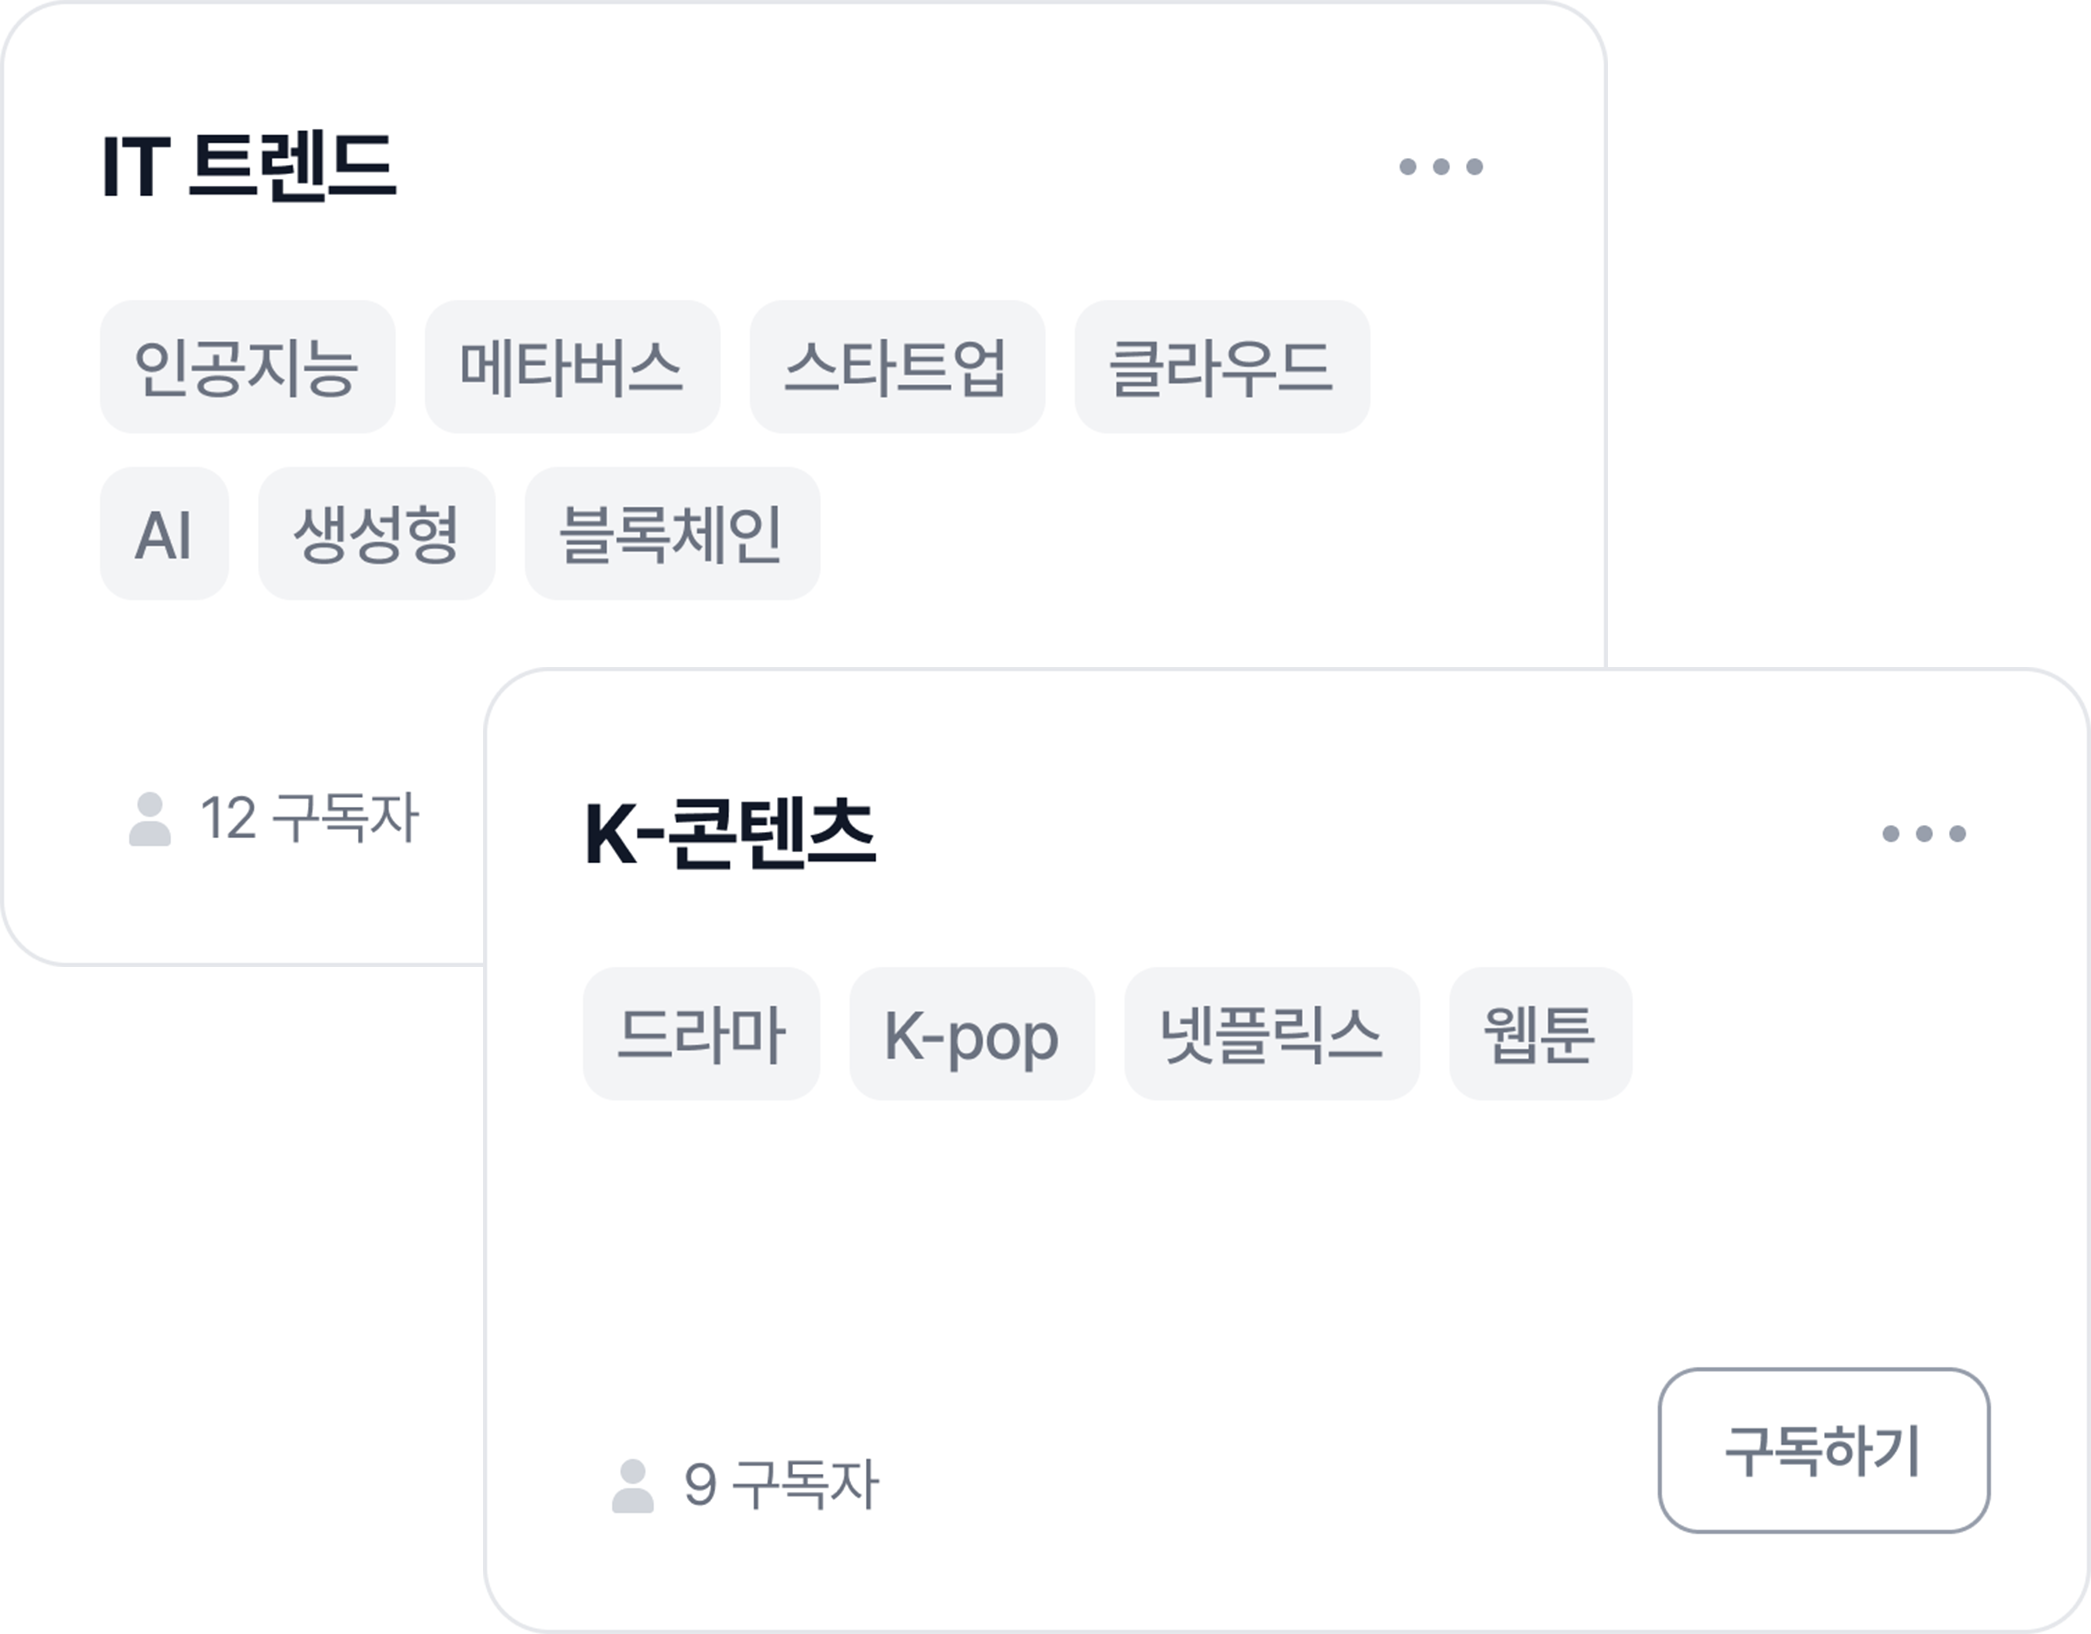 IT 트렌드
인공지능 메타버스 스타트업 클라우드
AI 생성형 블록체인
12 구독자
K-콘텐츠
드라마 K-pop 넷플릭스 웹툰
9 구독자 구독하기